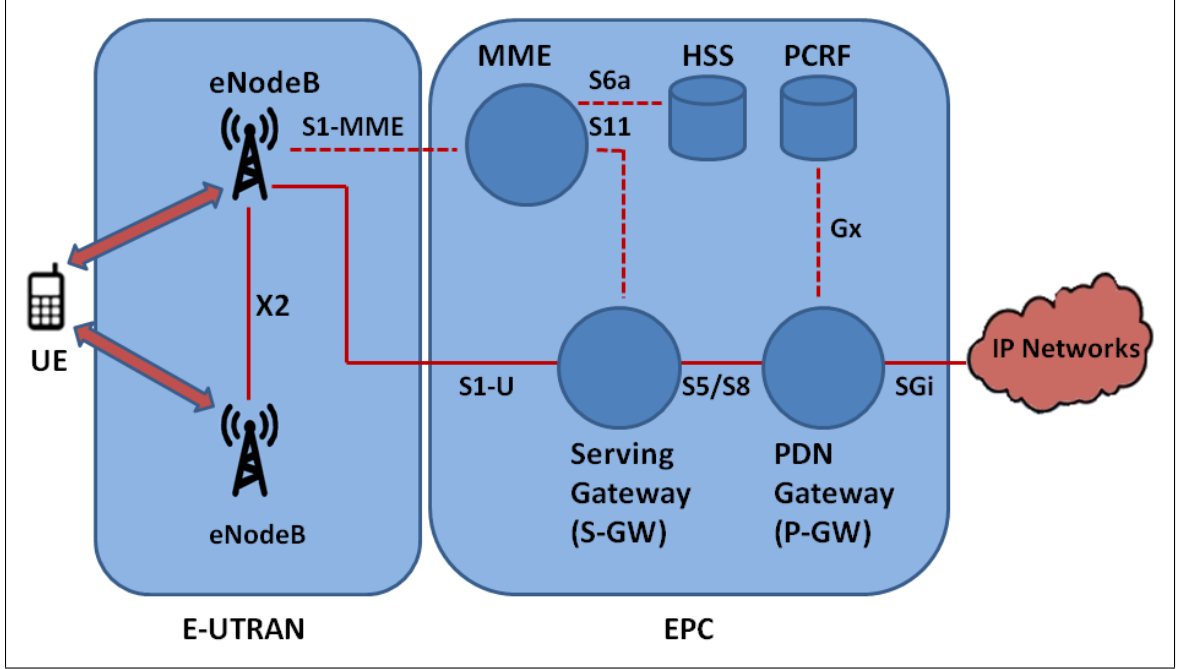 MME
HSS
PCRF
eNodeB
S6a
S1-MME
S11
Gx
X2
UE
IP Networks
S1-U
S5/S8
SGi
Serving
Gateway
(S-GW)
PDN
Gateway
(P-GW)
eNodeB
E-UTRAN
EPC